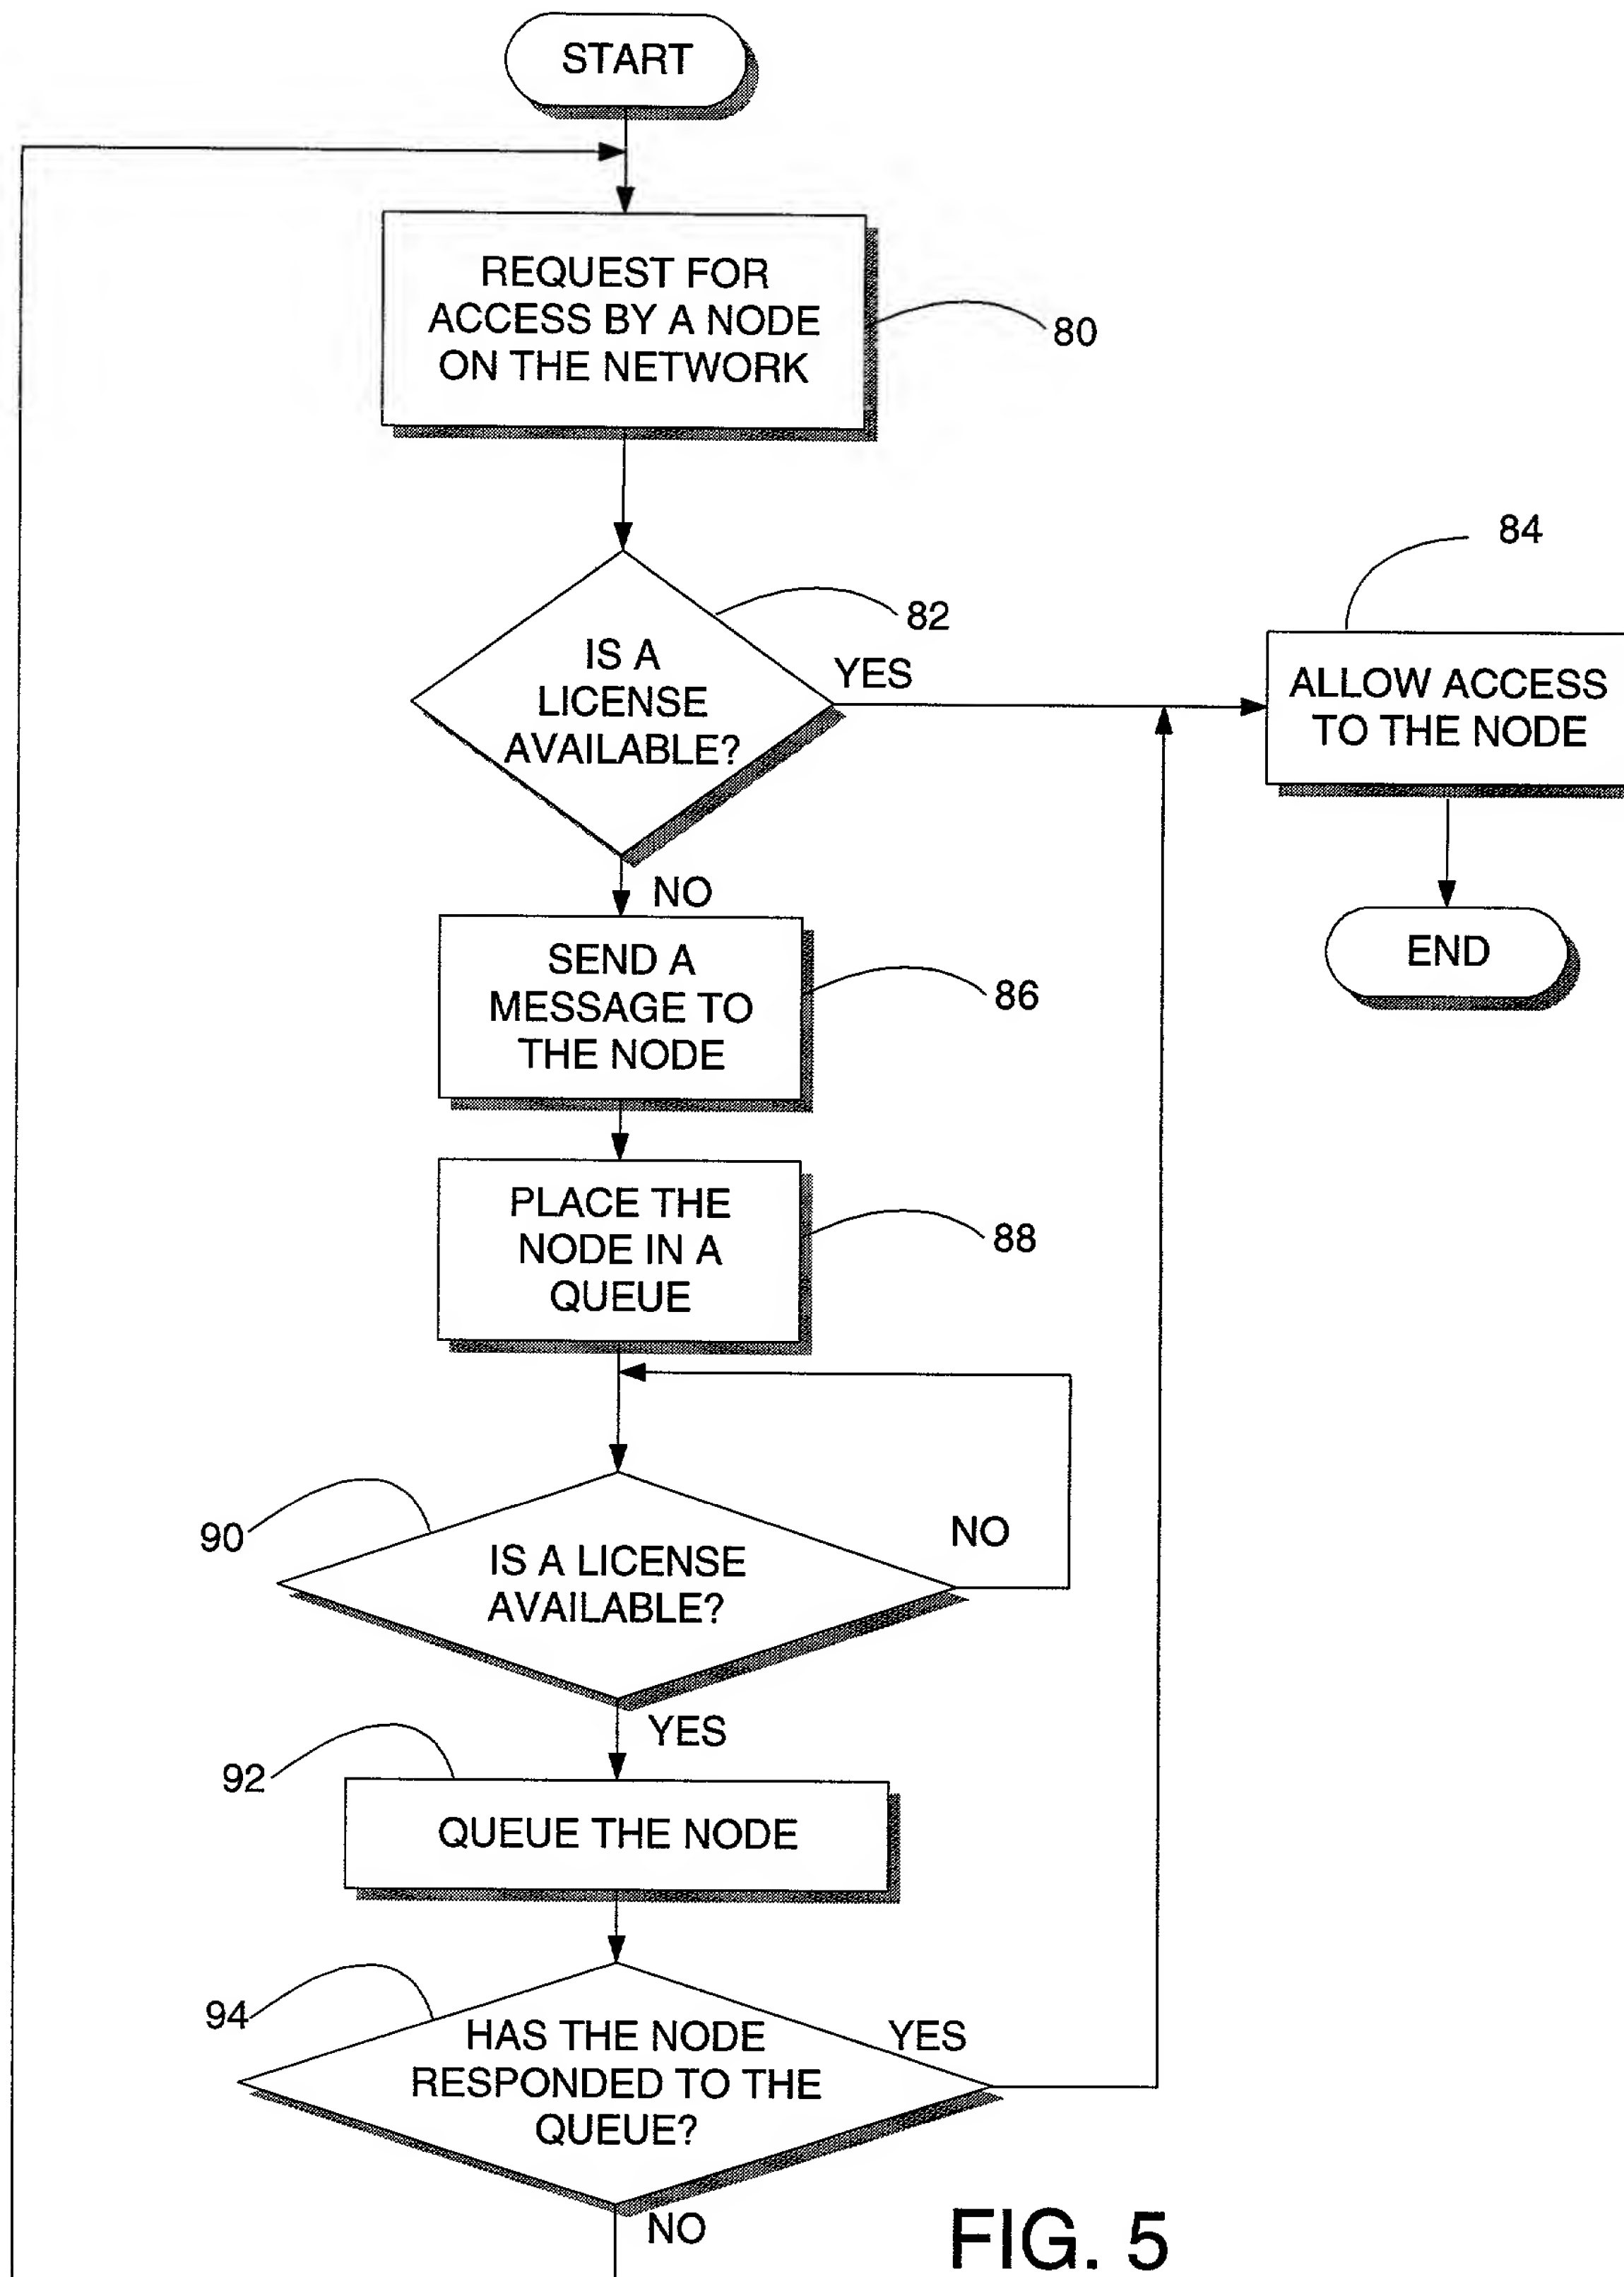 START
REQUEST FOR
ACCESS BY A NODE
ON THE NETWORK
80
82
IS A
LICENSE
AVAILABLE?
YES
84
ALLOW ACCESS
TO THE NODE
NO
SEND A
MESSAGE TO
THE NODE
86
END
PLACE THE
NODE IN A
QUEUE
88
90
IS A LICENSE
AVAILABLE?
NO
YES
92
QUEUE THE NODE
94
HAS THE NODE
RESPONDED TO THE
QUEUE?
YES
NO
FIG. 5